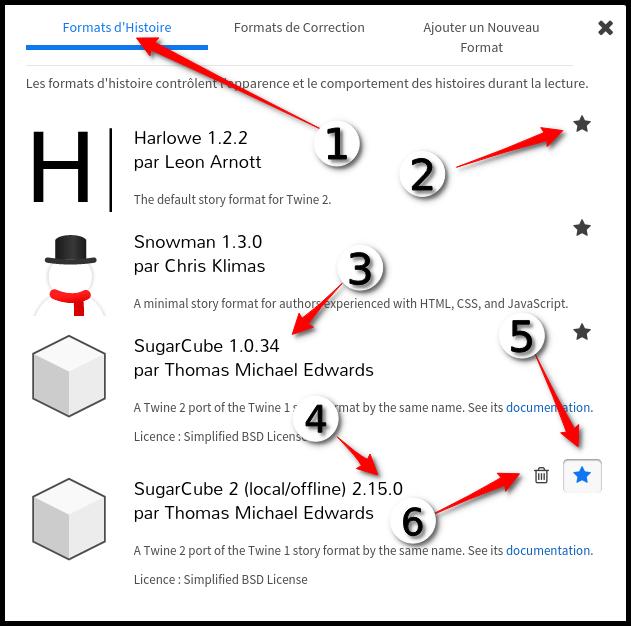 Formats d'Histoire
Formats de Correction
Ajouter un Nouveau
Format
Les formats d'histoire contrôlent l'apparence et le comportement des histoires durant la lecture.
1
H
Harlowe 1.2.2
par Leon Arnott
2
The default story format for Twine 2.
Snowman 1.3.0
par Chris Klimas
3
A minimal story format for authors experienced with HTML, CSS, and JavaScript.
5
SugarCube 1.0.34
par Thomas Michael Edwards
A Twine 2 port of the Twine 1 story format by the same name. See its documentation.
4
Licence : Simplified BSD License
SugarCube 2 (local/offline) 2.15.0
par Thomas Michael Edwards
6
A Twine 2 port of the Twine 1 story format by the same name. See its documentation.
Licence : Simplified BSD License